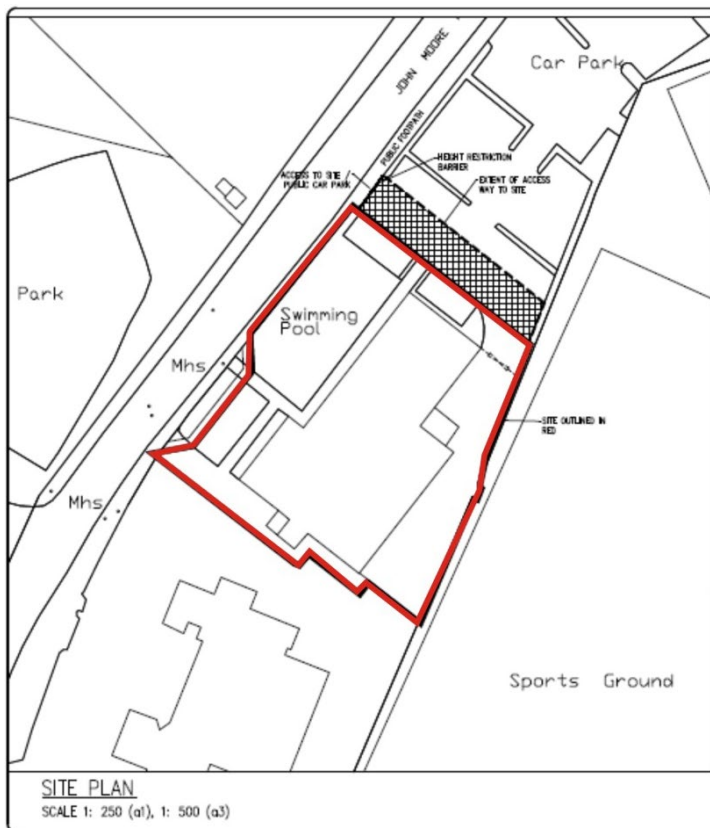 JOHN MOORE
Car Park
PUBLIC FOOTPATH
HEIGHT RESTRICTION
BARRIER
ACCESS TO SITE
PUBLIC CAR PARK
EXTENT OF ACCESS
WAY TO SITE
Park
Swimming
Pool
Mhs
SITE OUTLINED IN
RED
Mhs
Sports Ground
SITE PLAN
SCALE 1: 250 (a1), 1: 500 (a3)